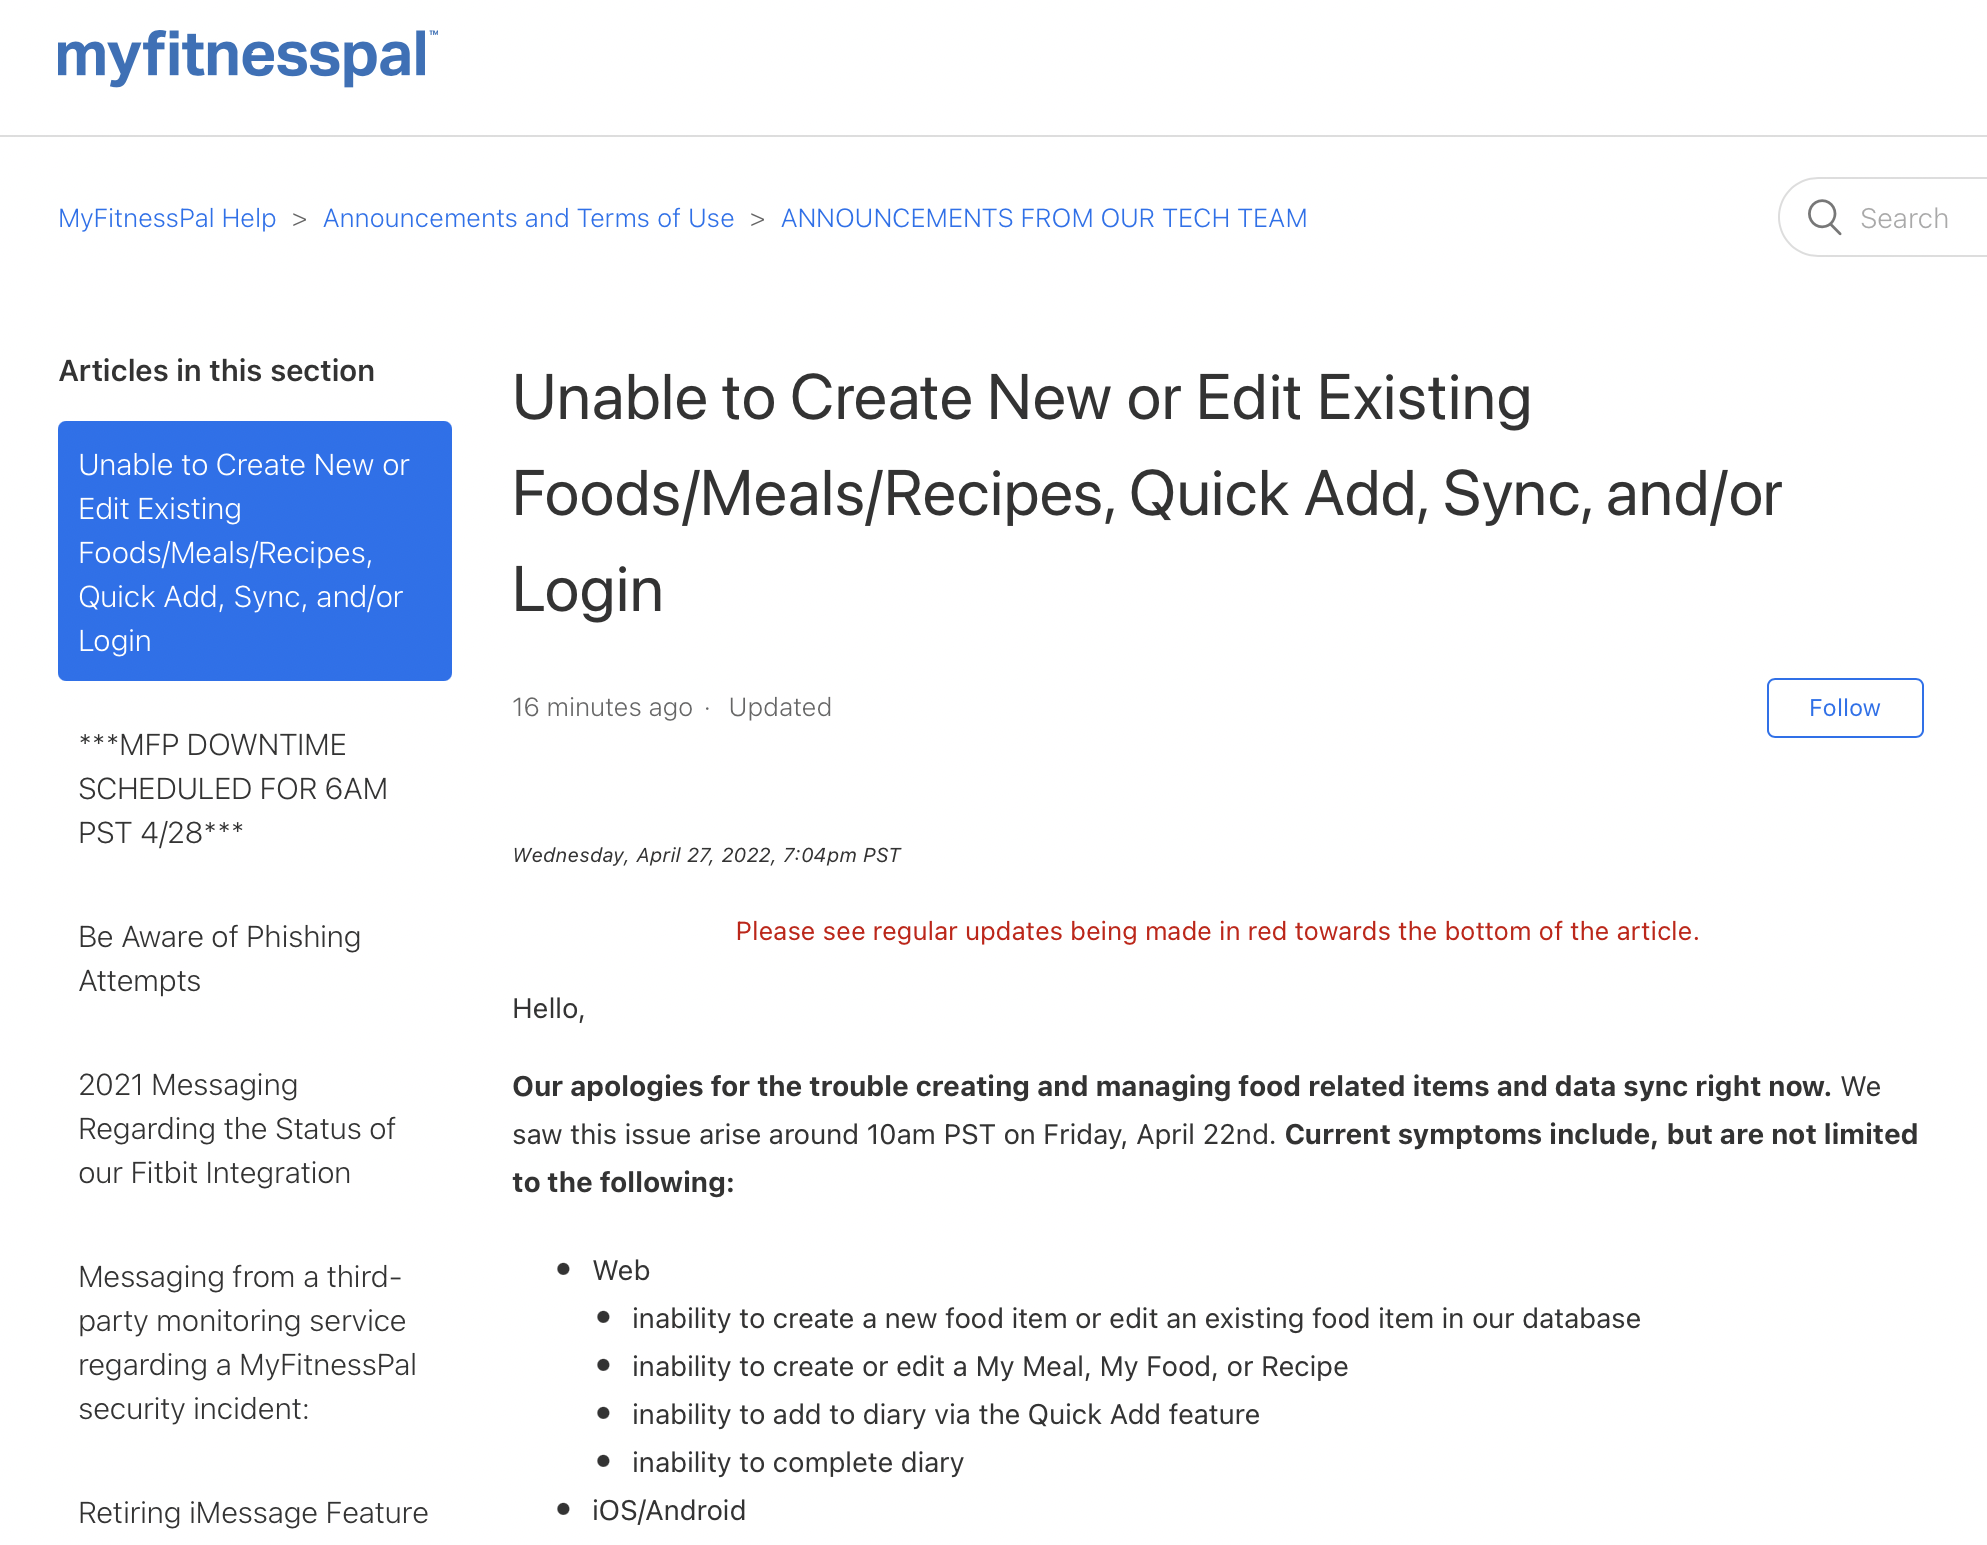 myfitnesspal™
MyFitnessPal Help > Announcements and Terms of Use > ANNOUNCEMENTS FROM OUR TECH TEAM
Search
Articles in this section
Unable to Create New or
Edit Existing
Foods/Meals/Recipes,
Quick Add, Sync, and/or
Login
***MFP DOWNTIME
SCHEDULED FOR 6AM
PST 4/28***
Be Aware of Phishing
Attempts
2021 Messaging
Regarding the Status of
our Fitbit Integration
Messaging from a third-
party monitoring service
regarding a MyFitnessPal
security incident:
Retiring iMessage Feature
Unable to Create New or Edit Existing
Foods/Meals/Recipes, Quick Add, Sync, and/or
Login
16 minutes ago · Updated
Follow
Wednesday, April 27, 2022, 7:04pm PST
Please see regular updates being made in red towards the bottom of the article.
Hello,
Our apologies for the trouble creating and managing food related items and data sync right now. We
saw this issue arise around 10am PST on Friday, April 22nd. Current symptoms include, but are not limited
to the following:
• Web
• inability to create a new food item or edit an existing food item in our database
• inability to create or edit a My Meal, My Food, or Recipe
• inability to add to diary via the Quick Add feature
• inability to complete diary
• iOS/Android